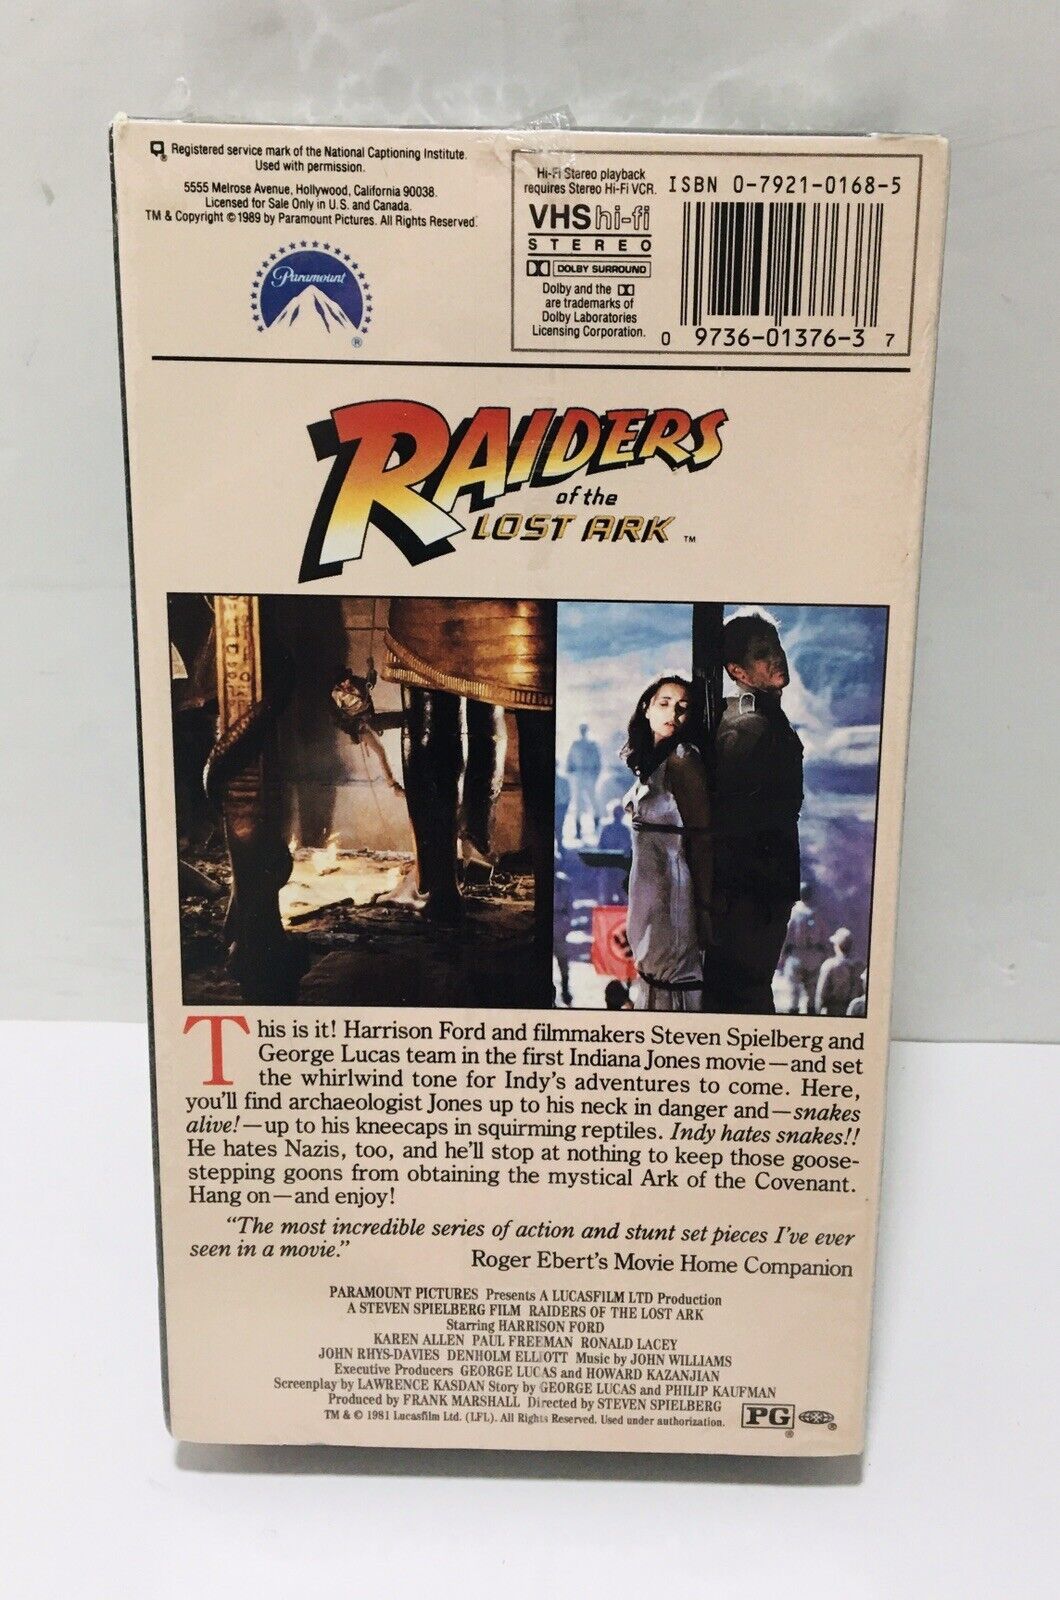 Registered service mark of the National Captioning Institute.
Used with permission.
5555 Melrose Avenue, Hollywood, California 90038.
Licensed for Sale Only in U.S. and Canada.
TM & Copyright © 1989 by Paramount Pictures. All Rights Reserved.
Paramount
®
Hi-Fi Stereo playback
requires Stereo Hi-Fi VCR.
VHS hi-fi
STEREO
DOLBY SURROUND
Dolby and the
are trademarks of
Dolby Laboratories
Licensing Corporation.
ISBN 0-7921-0168-5
0 9736-01376-3 7
RAIDERS
of the
LOST ARK ™
This is it! Harrison Ford and filmmakers Steven Spielberg and
George Lucas team in the first Indiana Jones movie—and set
the whirlwind tone for Indy's adventures to come. Here,
you'll find archaeologist Jones up to his neck in danger and—snakes
alive!—up to his kneecaps in squirming reptiles. Indy hates snakes!!
He hates Nazis, too, and he'll stop at nothing to keep those goose-
stepping goons from obtaining the mystical Ark of the Covenant.
Hang on—and enjoy!
"The most incredible series of action and stunt set pieces I've ever
seen in a movie."
Roger Ebert's Movie Home Companion
PARAMOUNT PICTURES Presents A LUCASFILM LTD Production
A STEVEN SPIELBERG FILM RAIDERS OF THE LOST ARK
Starring HARRISON FORD
KAREN ALLEN PAUL FREEMAN RONALD LACEY
JOHN RHYS-DAVIES DENHOLM ELLIOTT Music by JOHN WILLIAMS
Executive Producers GEORGE LUCAS and HOWARD KAZANJIAN
Screenplay by LAWRENCE KASDAN Story by GEORGE LUCAS and PHILIP KAUFMAN
Produced by FRANK MARSHALL Directed by STEVEN SPIELBERG
TM & © 1981 Lucasfilm Ltd. (LFL). All Rights Reserved. Used under authorization.
PG ® ®